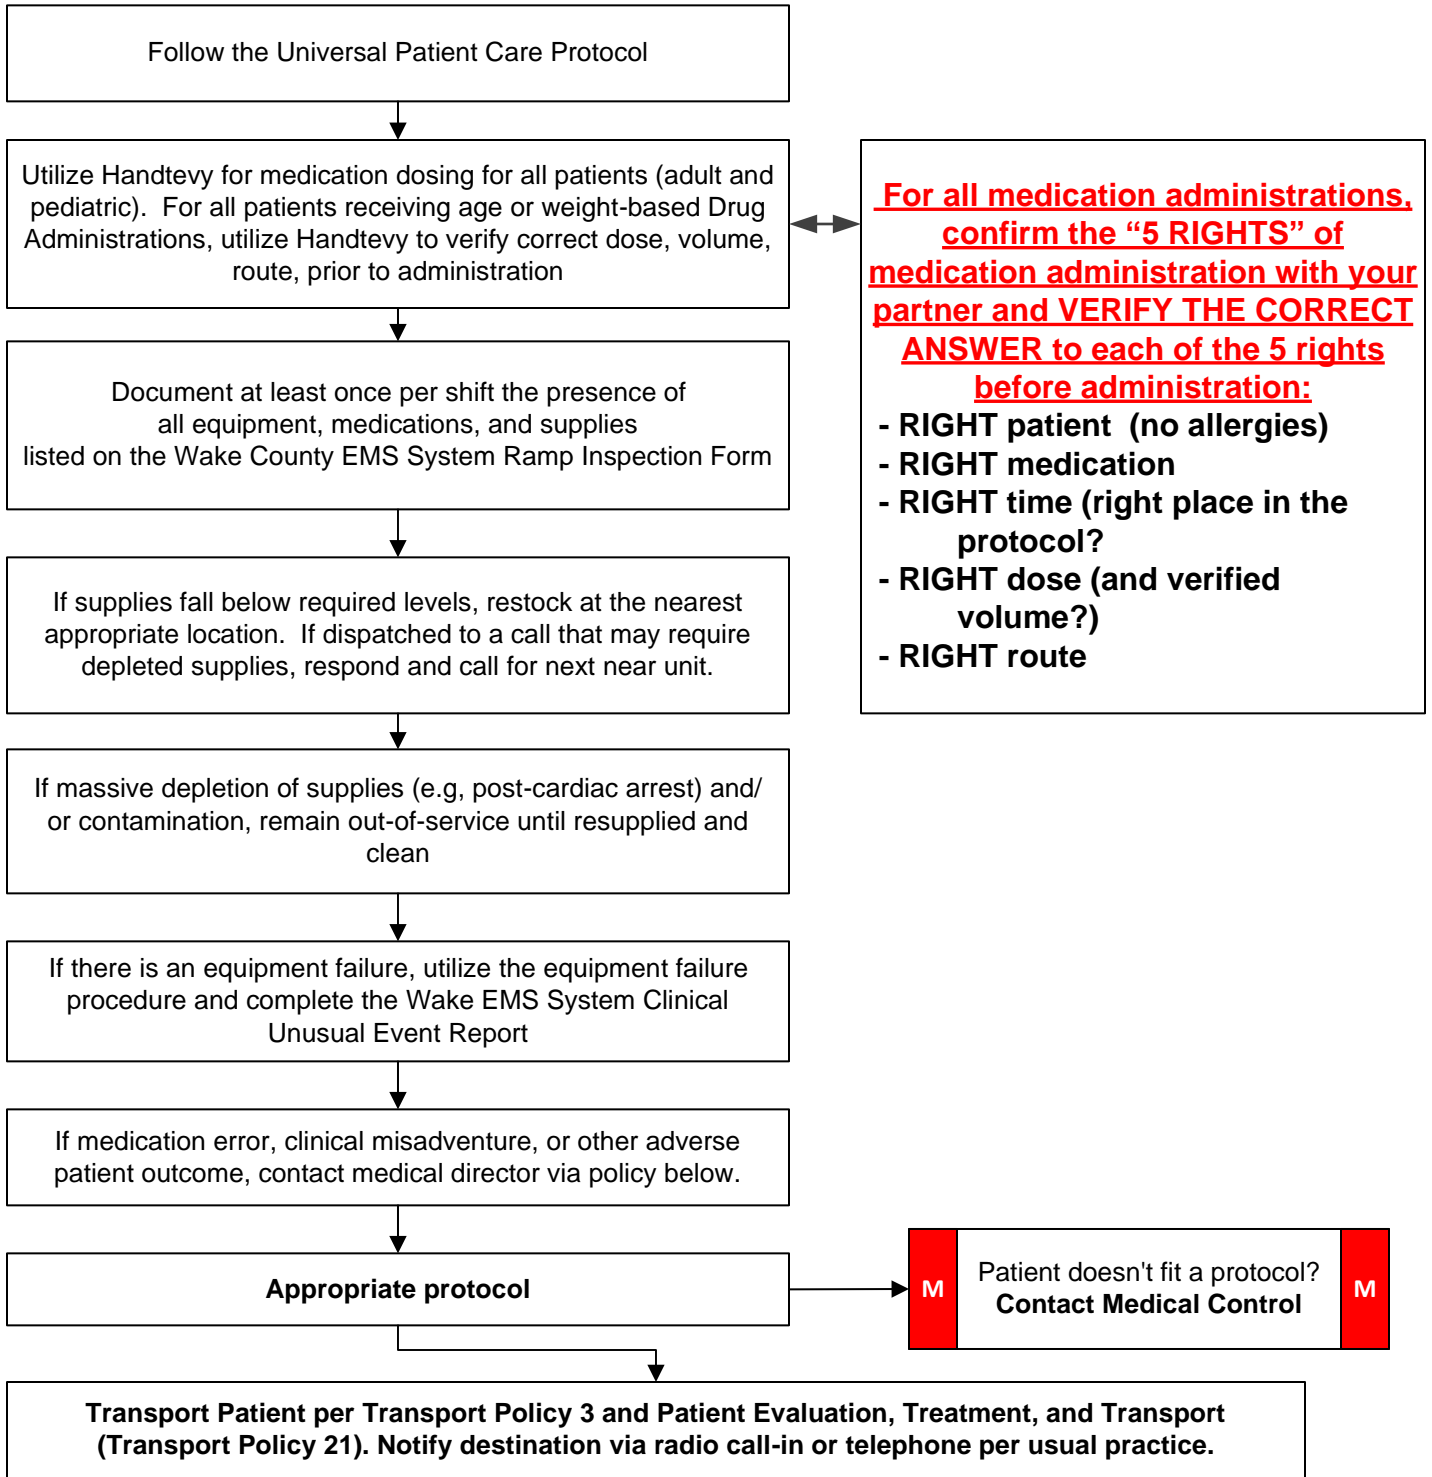 Follow the Universal Patient Care Protocol
Utilize Handtevy for medication dosing for all patients (adult and
pediatric).  For all patients receiving age or weight-based Drug
Administrations, utilize Handtevy to verify correct dose, volume,
route, prior to administration
For all medication administrations,
confirm the “5 RIGHTS” of
medication administration with your
partner and VERIFY THE CORRECT
ANSWER to each of the 5 rights
before administration:
- RIGHT patient  (no allergies)
- RIGHT medication
- RIGHT time (right place in the
protocol?
- RIGHT dose (and verified
volume?)
- RIGHT route
Document at least once per shift the presence of
all equipment, medications, and supplies
listed on the Wake County EMS System Ramp Inspection Form
If supplies fall below required levels, restock at the nearest
appropriate location.  If dispatched to a call that may require
depleted supplies, respond and call for next near unit.
If massive depletion of supplies (e.g, post-cardiac arrest) and/
or contamination, remain out-of-service until resupplied and
clean
If there is an equipment failure, utilize the equipment failure
procedure and complete the Wake EMS System Clinical
Unusual Event Report
If medication error, clinical misadventure, or other adverse
patient outcome, contact medical director via policy below.
Appropriate protocol
M
Patient doesn't fit a protocol?
Contact Medical Control
M
Transport Patient per Transport Policy 3 and Patient Evaluation, Treatment, and Transport
(Transport Policy 21). Notify destination via radio call-in or telephone per usual practice.